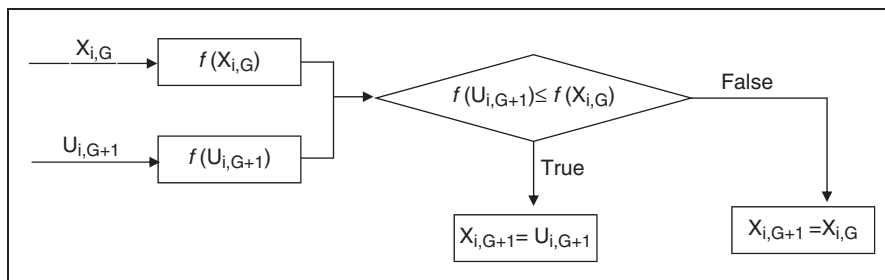 X_{i,G}
f(X_{i,G})
f(U_{i,G+1})≤ f(X_{i,G})
False
U_{i,G+1}
f(U_{i,G+1})
True
X_{i,G+1}= U_{i,G+1}
X_{i,G+1} =X_{i,G}